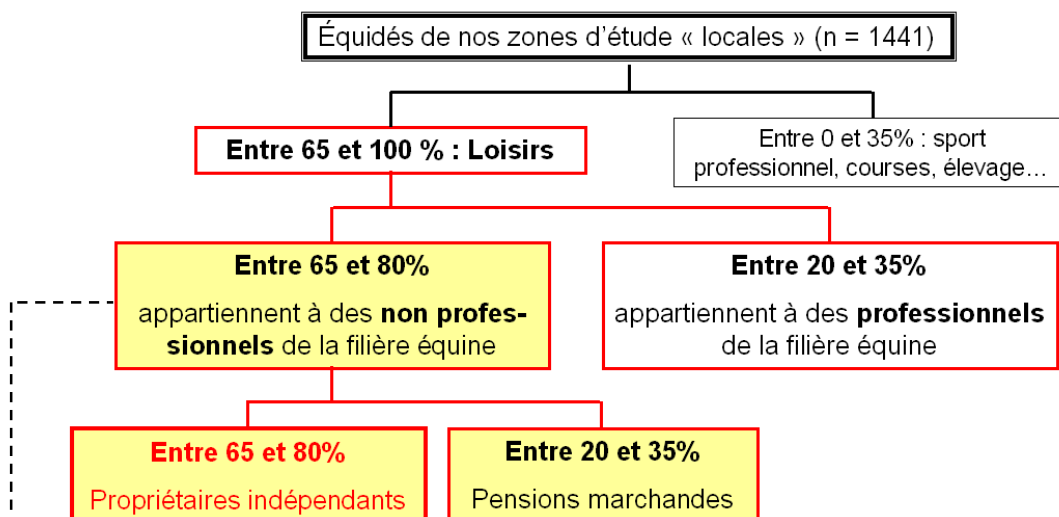 Équidés de nos zones d'étude « locales » (n = 1441)
Entre 65 et 100 % : Loisirs
Entre 0 et 35% : sport
professionnel, courses, élevage…
Entre 65 et 80%
appartiennent à des non profes-
sionnels de la filière équine
Entre 20 et 35%
appartiennent à des professionnels
de la filière équine
Entre 65 et 80%
Propriétaires indépendants
Entre 20 et 35%
Pensions marchandes